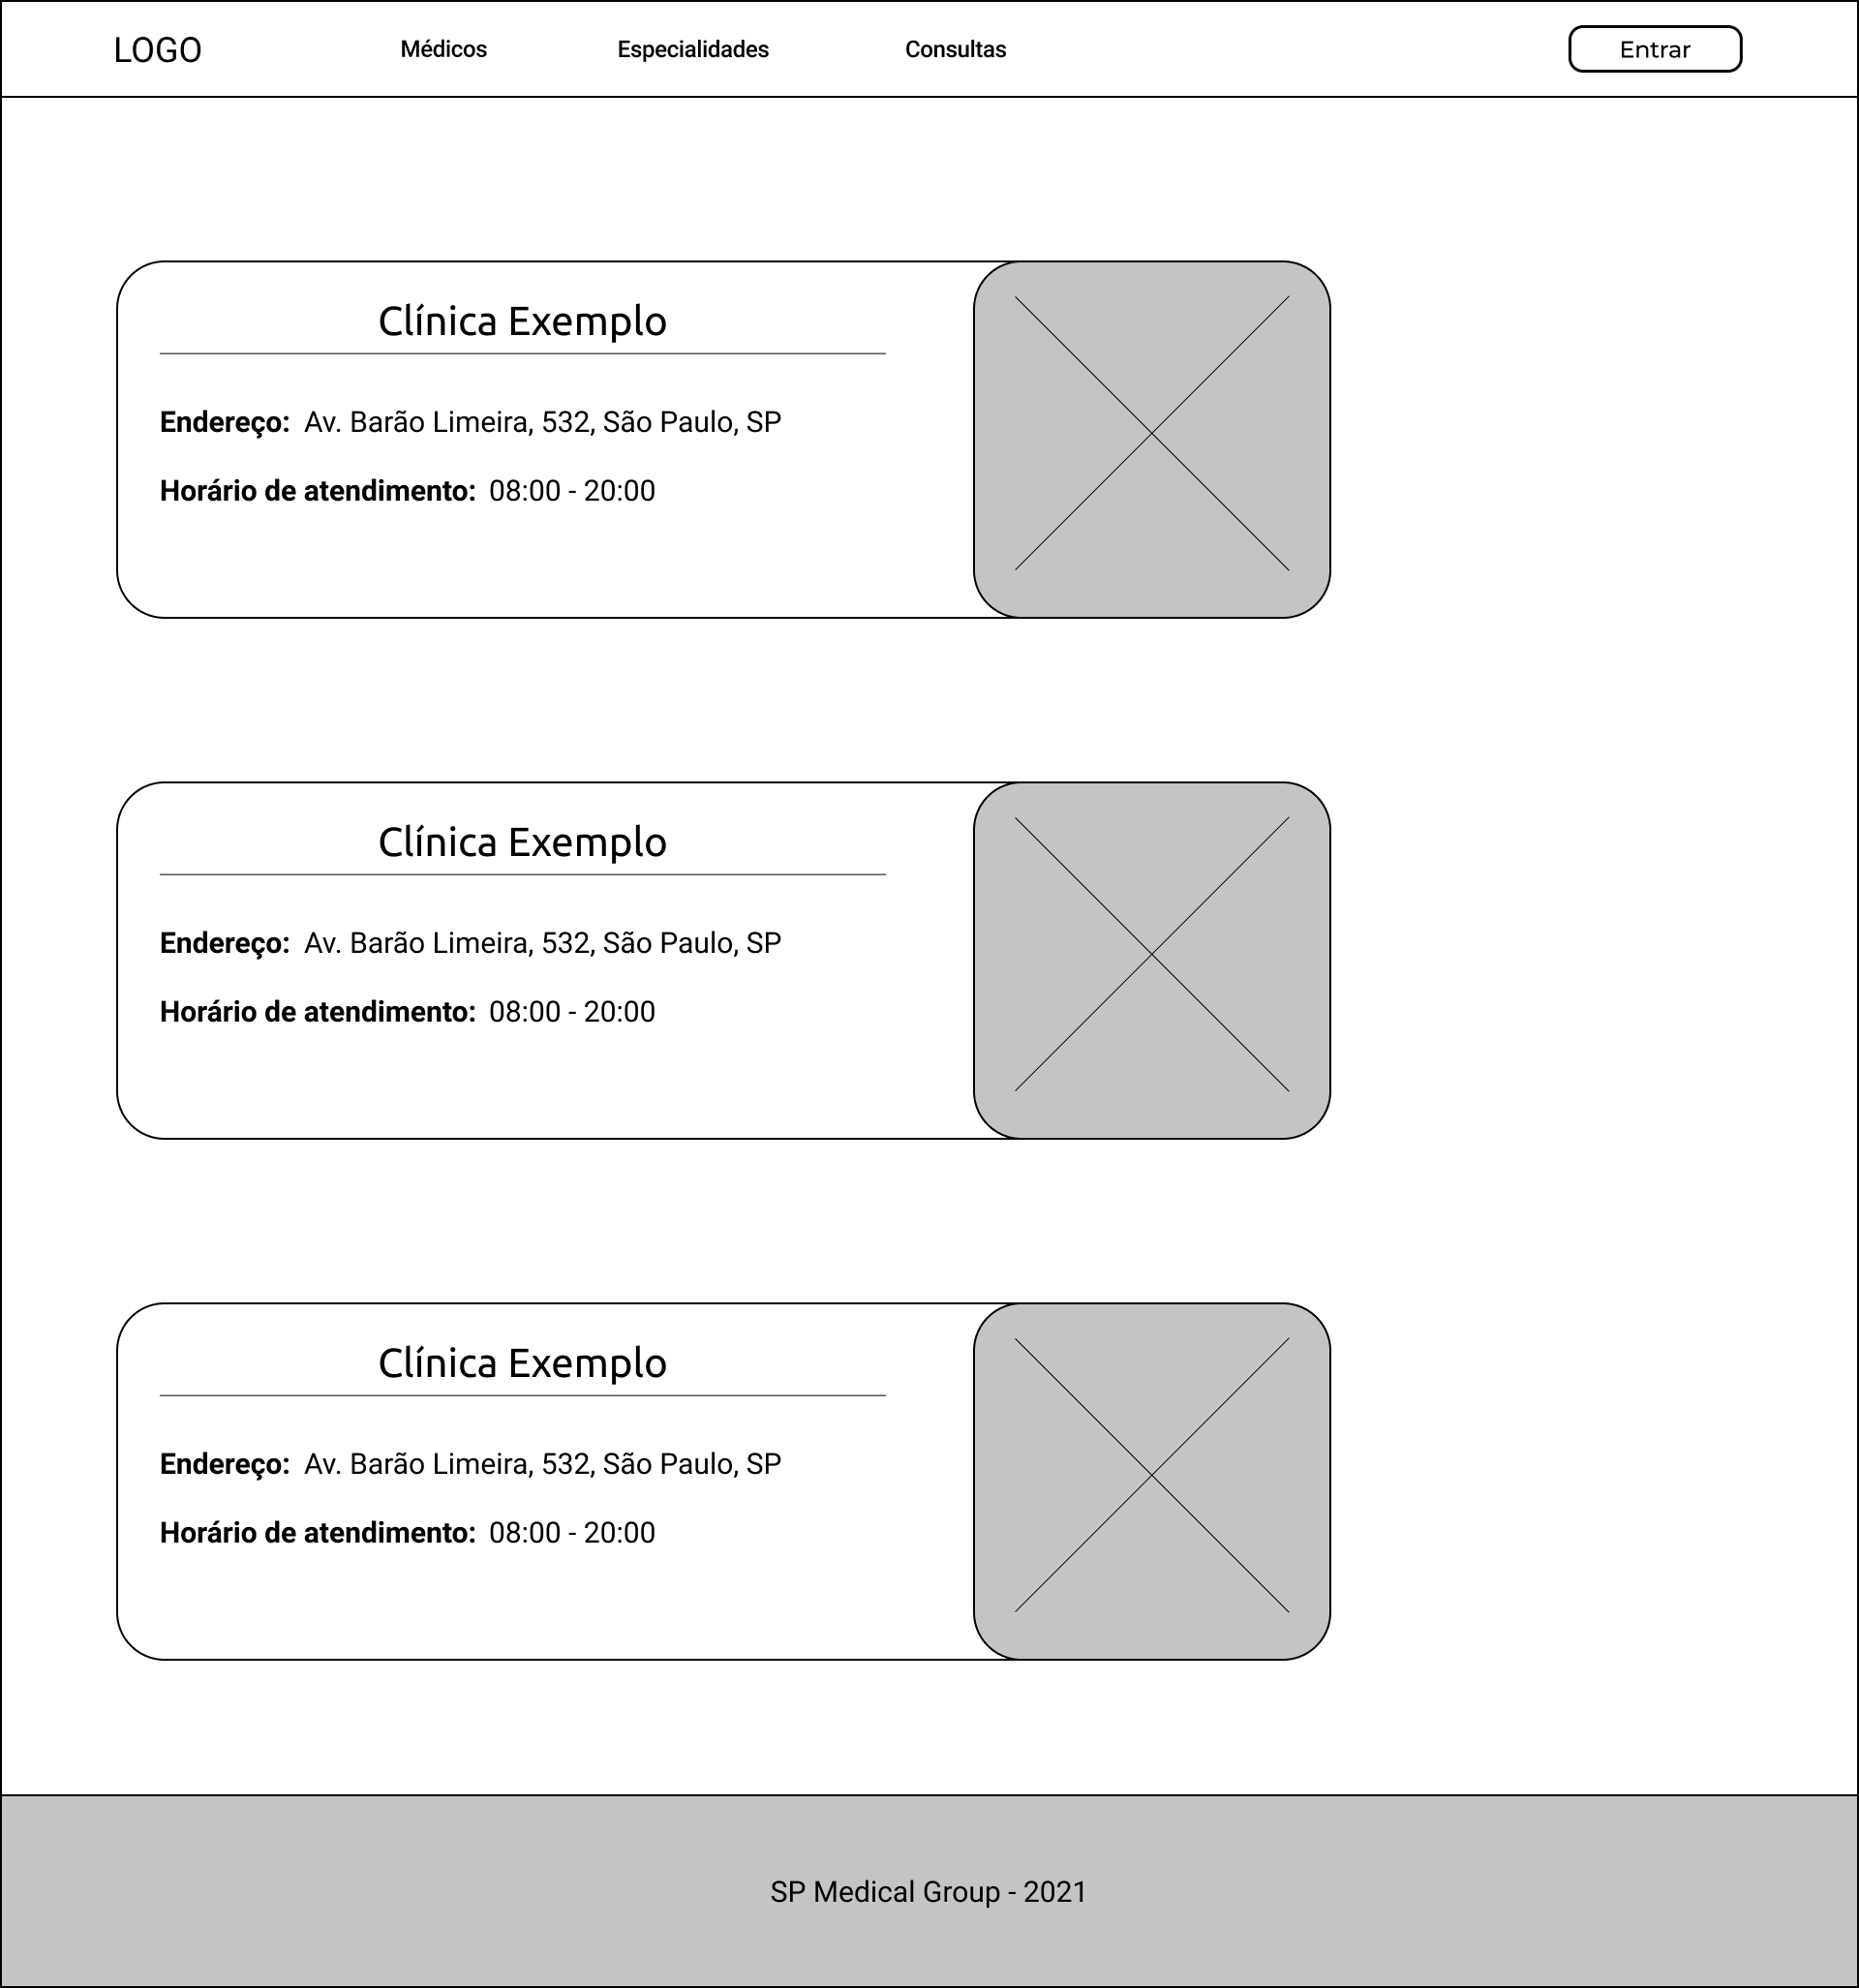 LOGO Médicos Especialidades Consultas Entrar
Clínica Exemplo
Endereço: Av. Barão Limeira, 532, São Paulo, SP
Horário de atendimento: 08:00 - 20:00
Clínica Exemplo
Endereço: Av. Barão Limeira, 532, São Paulo, SP
Horário de atendimento: 08:00 - 20:00
Clínica Exemplo
Endereço: Av. Barão Limeira, 532, São Paulo, SP
Horário de atendimento: 08:00 - 20:00
SP Medical Group - 2021